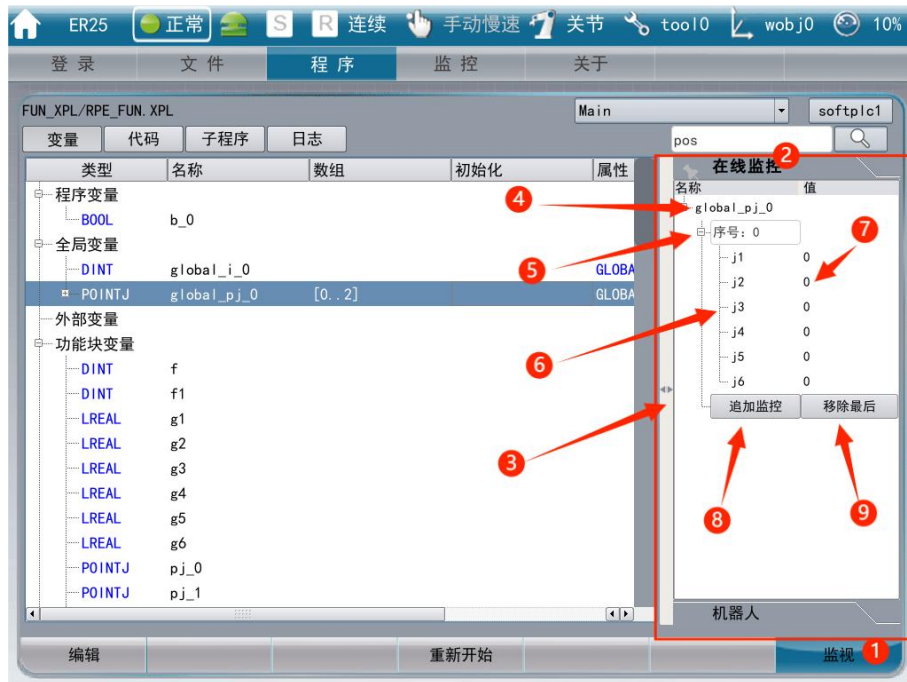 ER25 正常 S R 连续 手动慢速 关节 tool0 wobj0 10%
登录 文件 程序 监控 关于
FUN_XPL/RPE_FUN.XPL Main softplc1
变量 代码 子程序 日志 pos
类型 名称 数组 初始化 属性 在线监控 2
名称 值
程序变量 4 global_pj_0
BOOL b_0 序号: 0 7
全局变量 5 j1 0
DINT global_i_0 GLOBA j2 0
POINTJ global_pj_0 [0..2] GLOBA j3 0
外部变量 j4 0
功能块变量 6 j5 0
DINT f j6 0
DINT f1 追加监控 移除最后
LREAL g1
LREAL g2
LREAL g3 3
LREAL g4
LREAL g5 8 9
LREAL g6
POINTJ pj_0
POINTJ pj_1 机器人
编辑 重新开始 监视 1